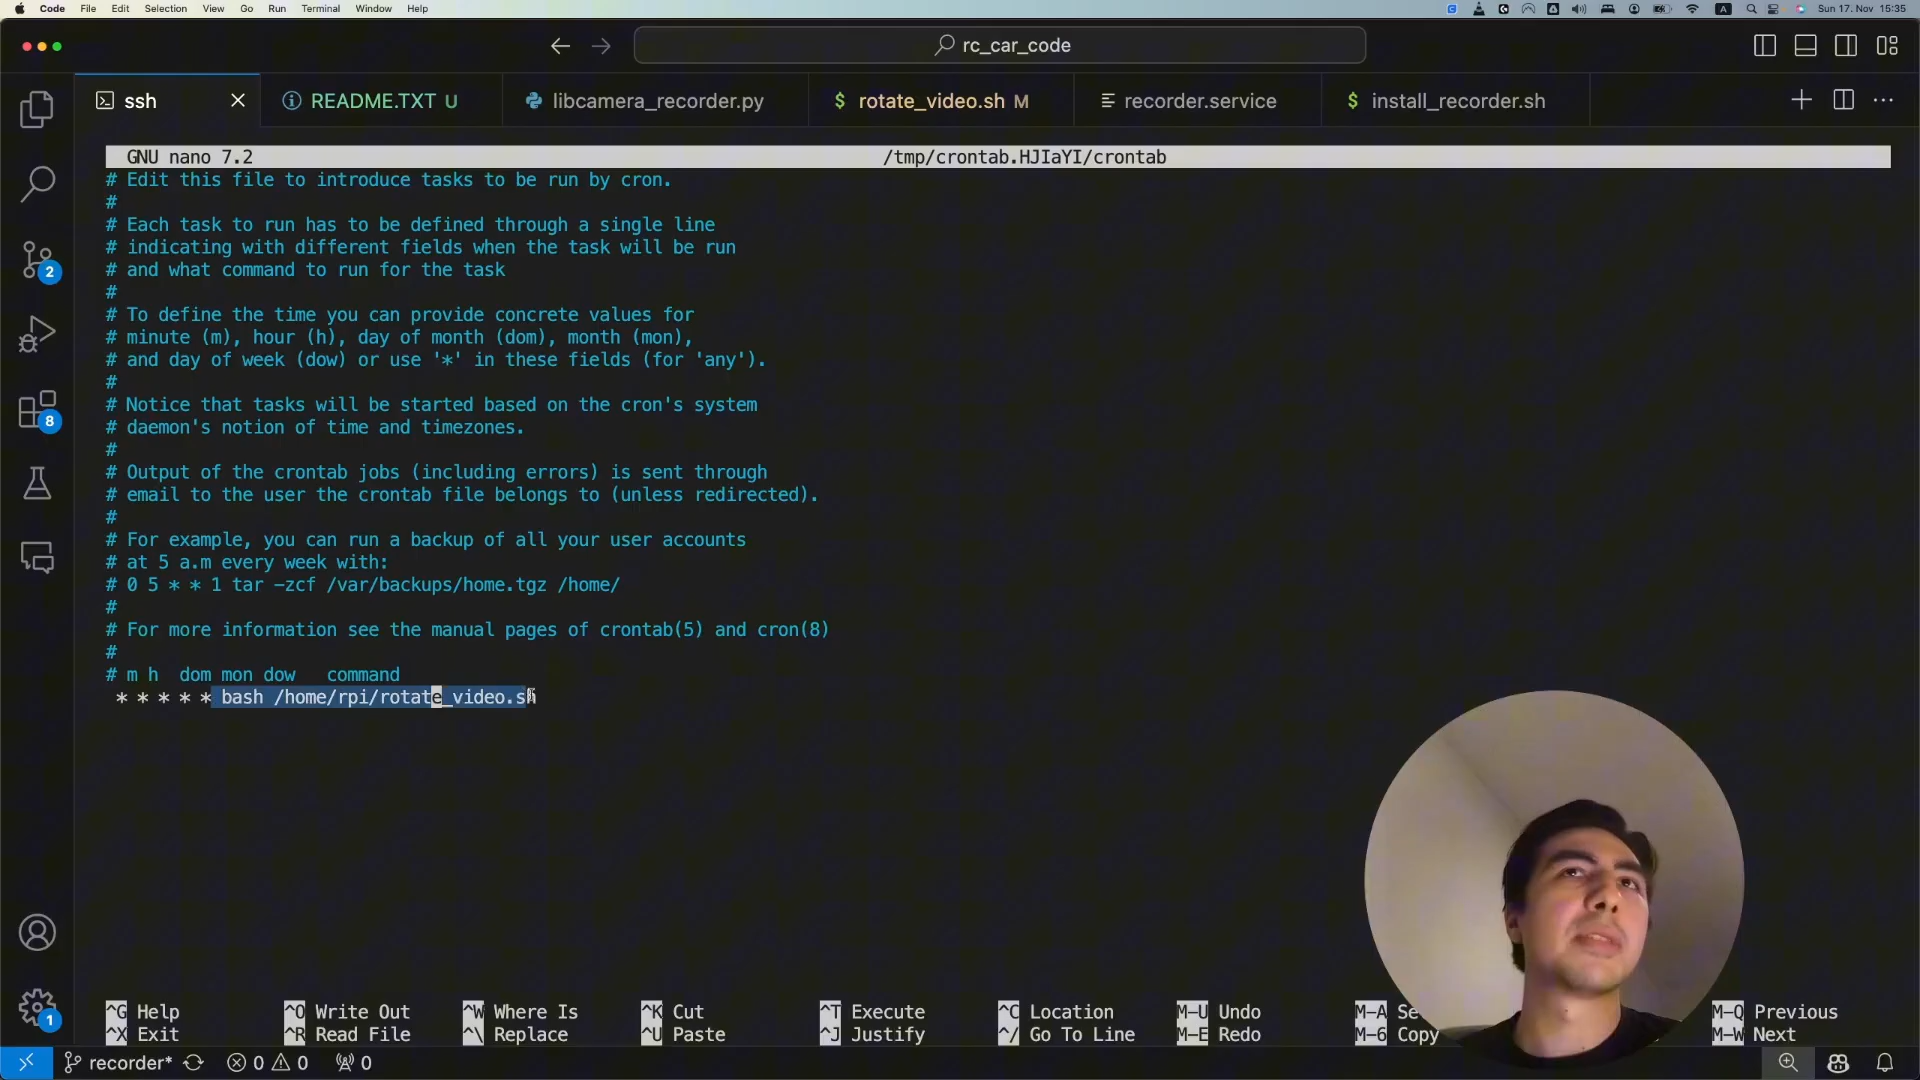 Code File Edit Selection View Go Run Terminal Window Help
Sun 17. Nov 15:35
rc_car_code
ssh
README.TXT U
libcamera_recorder.py
$ rotate_video.sh M
recorder.service
$ install_recorder.sh
GNU nano 7.2 /tmp/crontab.HJIaYI/crontab
# Edit this file to introduce tasks to be run by cron.
#
# Each task to run has to be defined through a single line
# indicating with different fields when the task will be run
# and what command to run for the task
#
# To define the time you can provide concrete values for
# minute (m), hour (h), day of month (dom), month (mon),
# and day of week (dow) or use '*' in these fields (for 'any').
#
# Notice that tasks will be started based on the cron's system
# daemon's notion of time and timezones.
#
# Output of the crontab jobs (including errors) is sent through
# email to the user the crontab file belongs to (unless redirected).
#
# For example, you can run a backup of all your user accounts
# at 5 a.m every week with:
# 0 5 * * 1 tar -zcf /var/backups/home.tgz /home/
#
# For more information see the manual pages of crontab(5) and cron(8)
#
# m h  dom mon dow   command
* * * * * bash /home/rpi/rotate_video.sh
2
8
1
^G Help ^O Write Out ^W Where Is ^K Cut ^T Execute ^C Location M-U Undo M-A M-Q Previous
^X Exit ^R Read File ^\ Replace ^U Paste ^J Justify ^/ Go To Line M-E Redo M-6 Copy M-W Next
recorder* 0 0 0